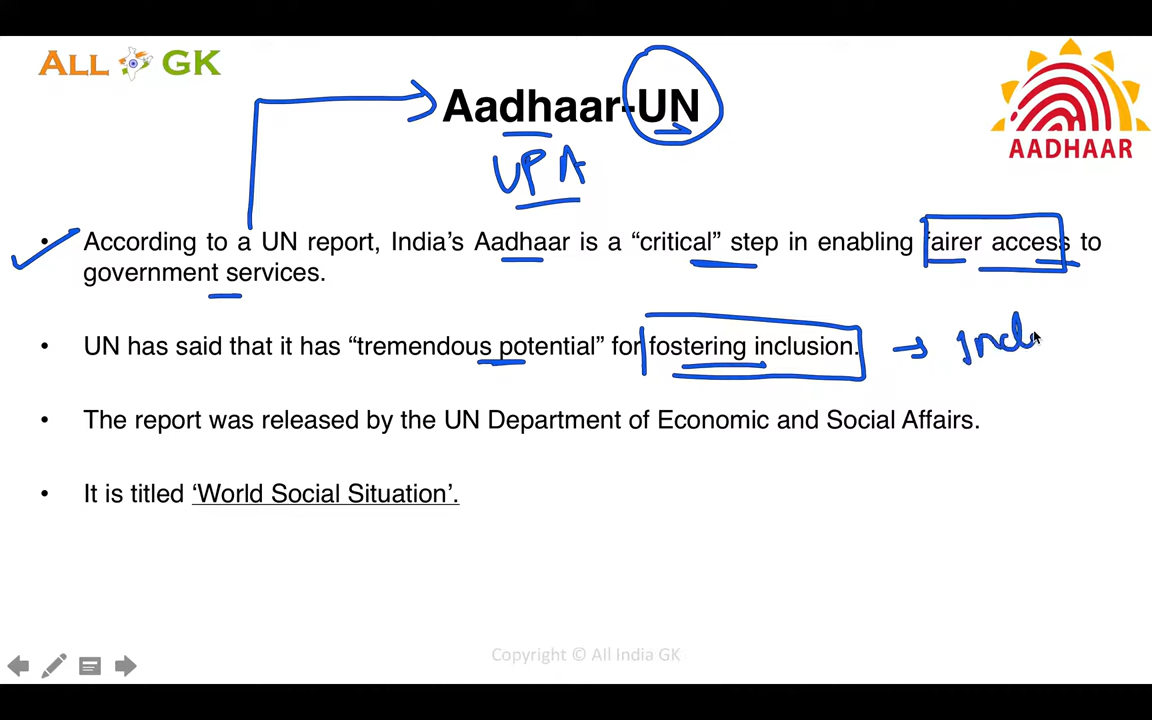 ALL GK
Aadhaar-UN
AADHAAR
UPA
• According to a UN report, India’s Aadhaar is a “critical” step in enabling fairer access to
government services.
• UN has said that it has “tremendous potential” for fostering inclusion. → Incl
• The report was released by the UN Department of Economic and Social Affairs.
• It is titled ‘World Social Situation’.
Copyright © All India GK